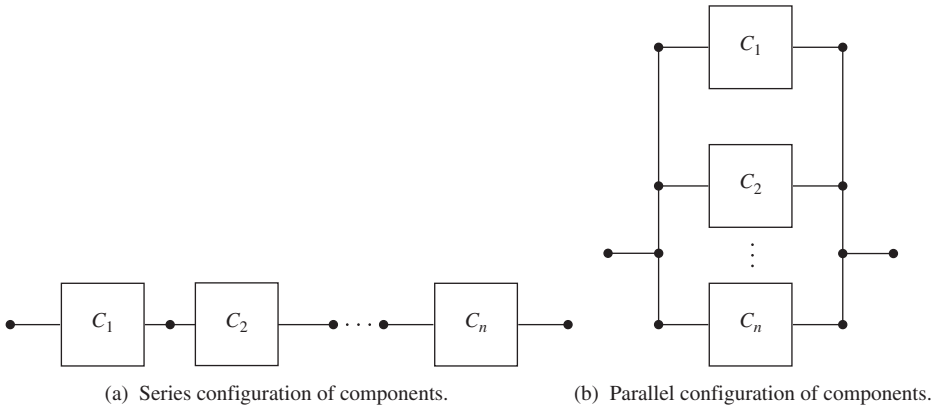 C₁
C₂
⋮
Cₙ
C₁
C₂
· · ·
Cₙ
(a) Series configuration of components.
(b) Parallel configuration of components.